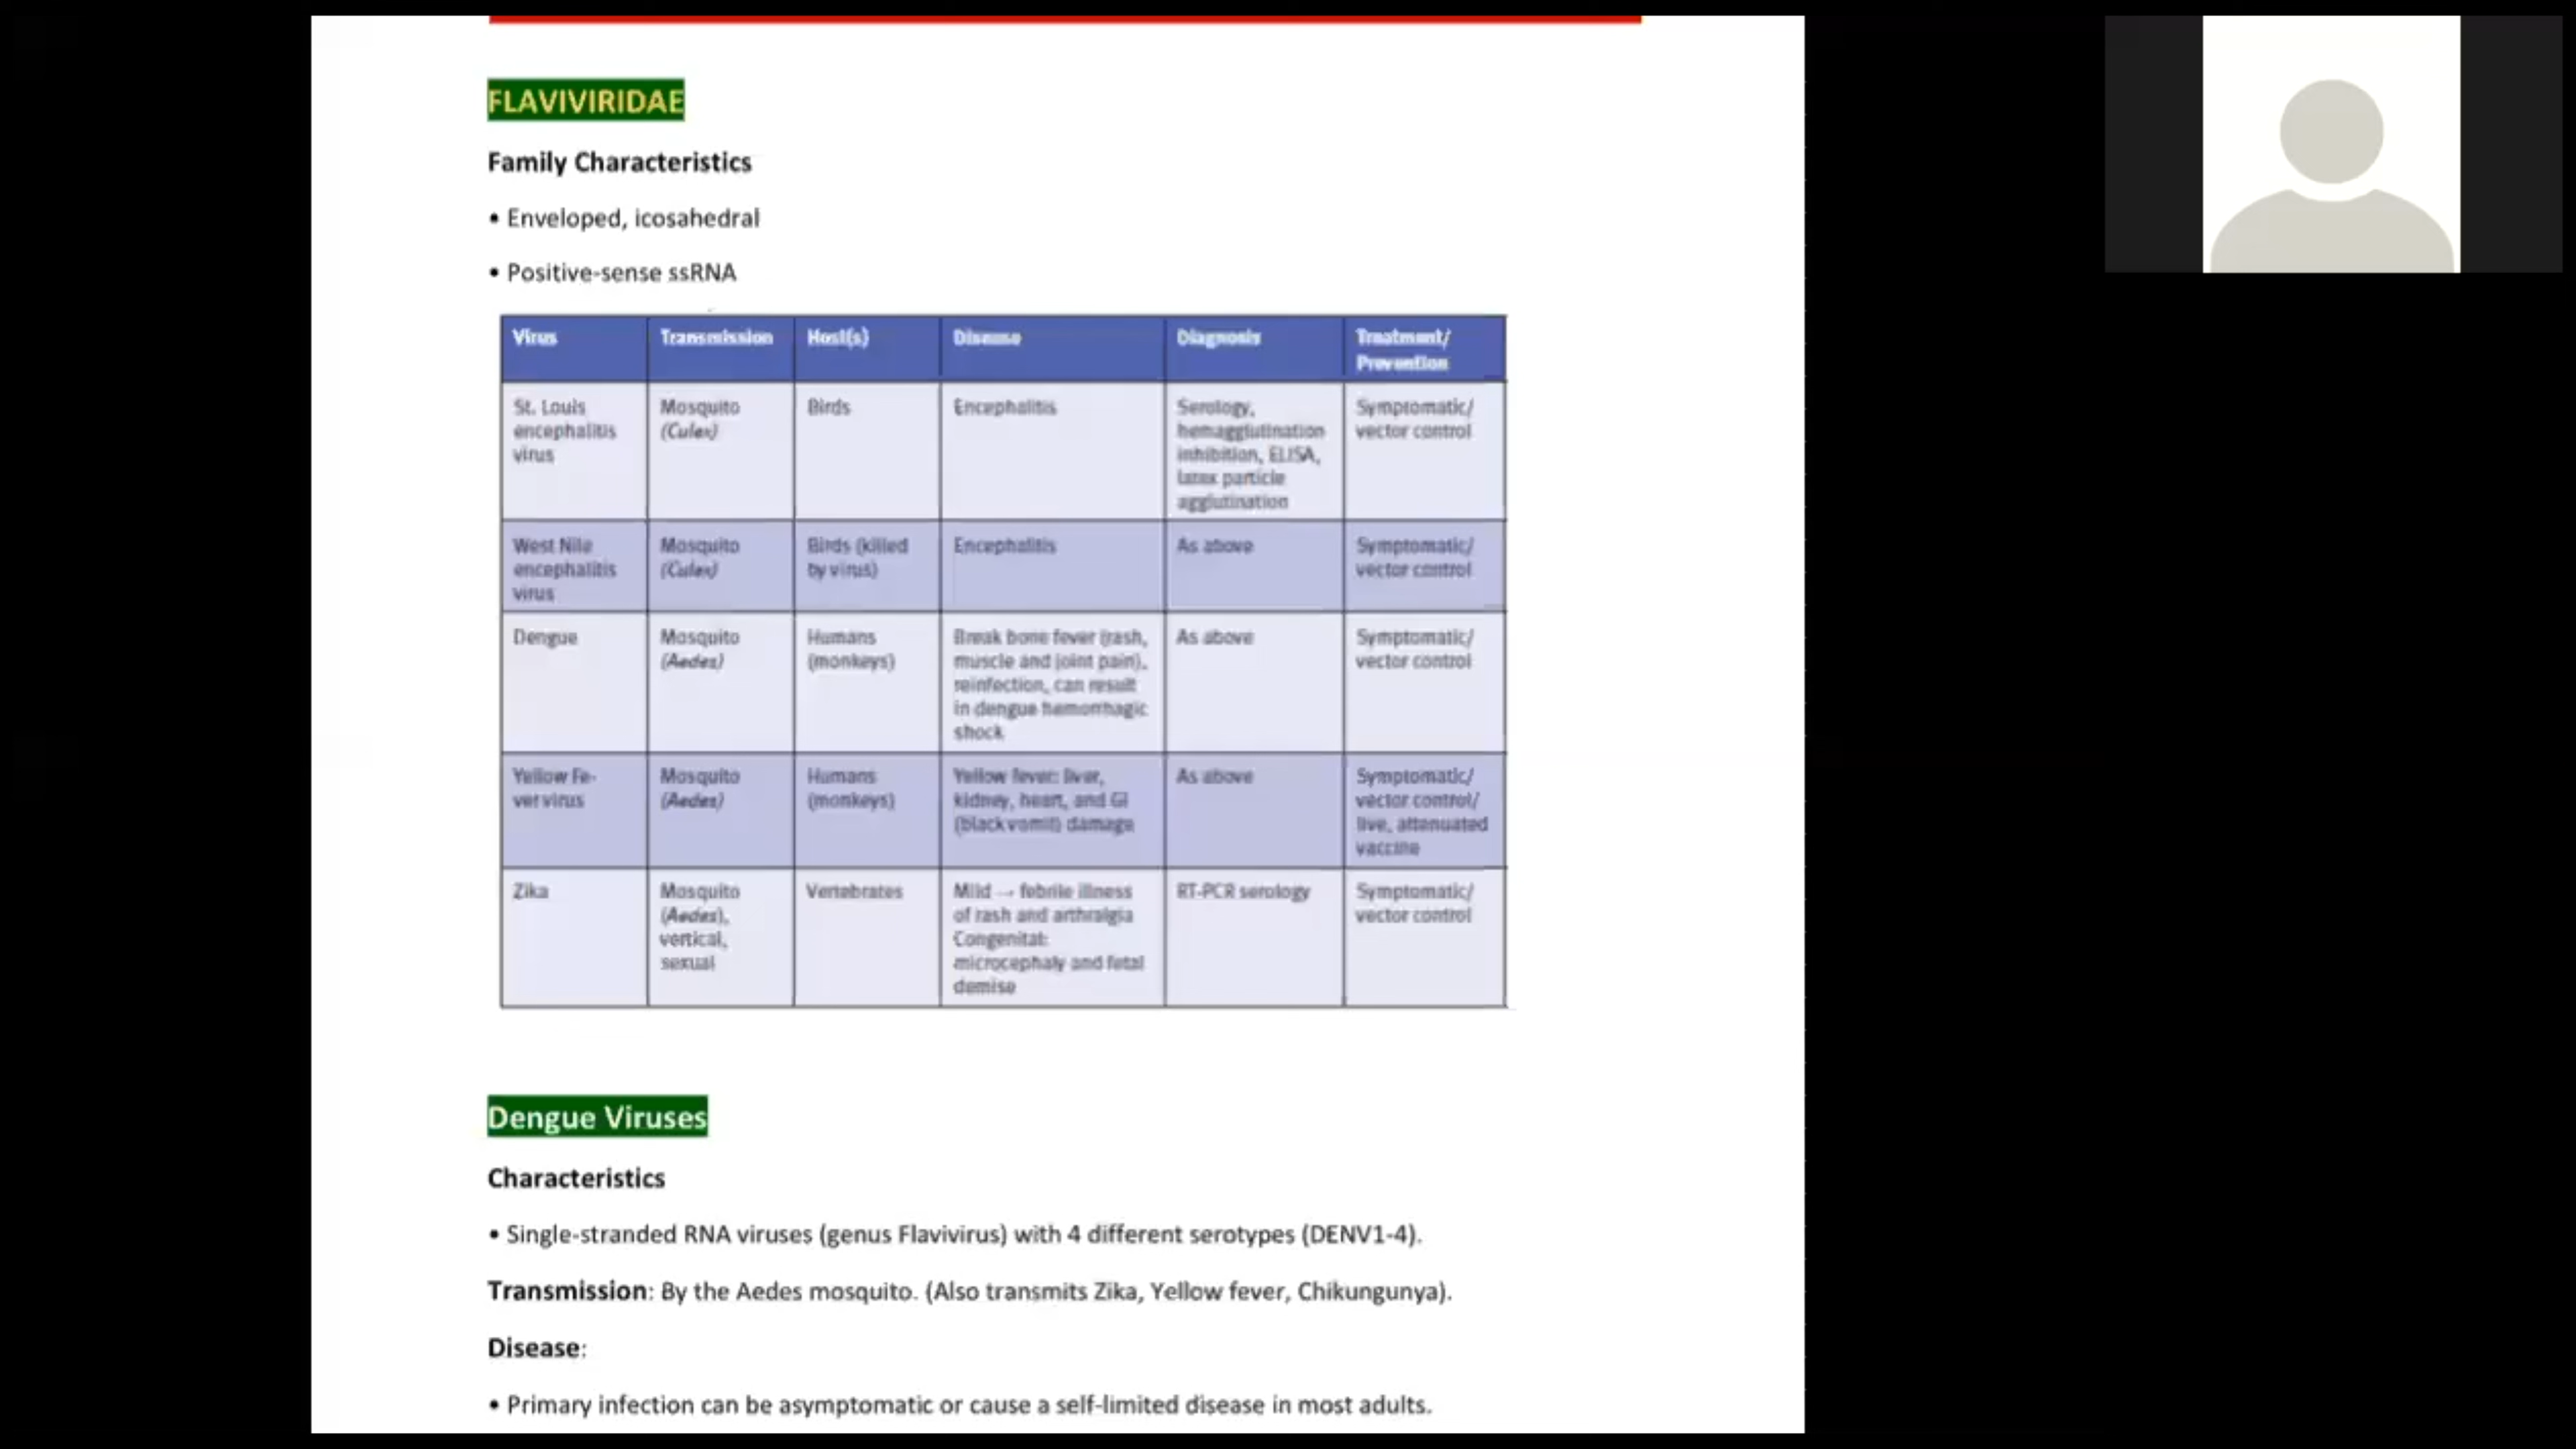 FLAVIVIRIDAE
Family Characteristics
• Enveloped, icosahedral
• Positive-sense ssRNA
Virus
Transmission
Host(s)
Disease
Diagnosis
Treatment/
Prevention
St. Louis
encephalitis
virus
Mosquito
(Culex)
Birds
Encephalitis
Serology,
hemagglutination
inhibition, ELISA,
latex particle
agglutination
Symptomatic/
vector control
West Nile
encephalitis
virus
Mosquito
(Culex)
Birds (killed
by virus)
Encephalitis
As above
Symptomatic/
vector control
Dengue
Mosquito
(Aedes)
Humans
(monkeys)
Break bone fever (rash,
muscle and joint pain),
reinfection, can result
in dengue hemorrhagic
shock
As above
Symptomatic/
vector control
Yellow Fe-
ver virus
Mosquito
(Aedes)
Humans
(monkeys)
Yellow fever: liver,
kidney, heart, and GI
(black vomit) damage
As above
Symptomatic/
vector control/
live, attenuated
vaccine
Zika
Mosquito
(Aedes),
vertical,
sexual
Vertebrates
Mild → febrile illness
of rash and arthralgia
Congenital:
microcephaly and fetal
demise
RT-PCR serology
Symptomatic/
vector control
Dengue Viruses
Characteristics
• Single-stranded RNA viruses (genus Flavivirus) with 4 different serotypes (DENV1-4).
Transmission: By the Aedes mosquito. (Also transmits Zika, Yellow fever, Chikungunya).
Disease:
• Primary infection can be asymptomatic or cause a self-limited disease in most adults.